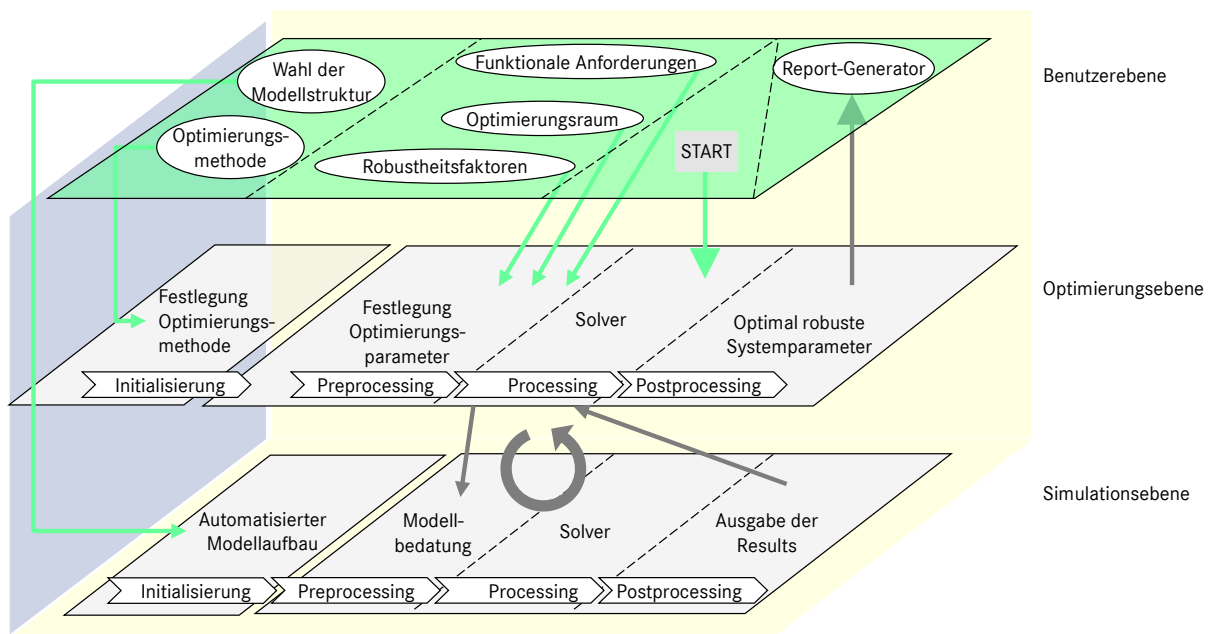 Wahl der
Modellstruktur
Funktionale Anforderungen
Report-Generator
Benutzerebene
Optimierungs-
methode
Optimierungsraum
Robustheitsfaktoren
START
Festlegung
Optimierungs-
methode
Festlegung
Optimierungs-
parameter
Solver
Optimal robuste
Systemparameter
Optimierungsebene
Initialisierung
Preprocessing
Processing
Postprocessing
Automatisierter
Modellaufbau
Modell-
bedatung
Solver
Ausgabe der
Results
Simulationsebene
Initialisierung
Preprocessing
Processing
Postprocessing